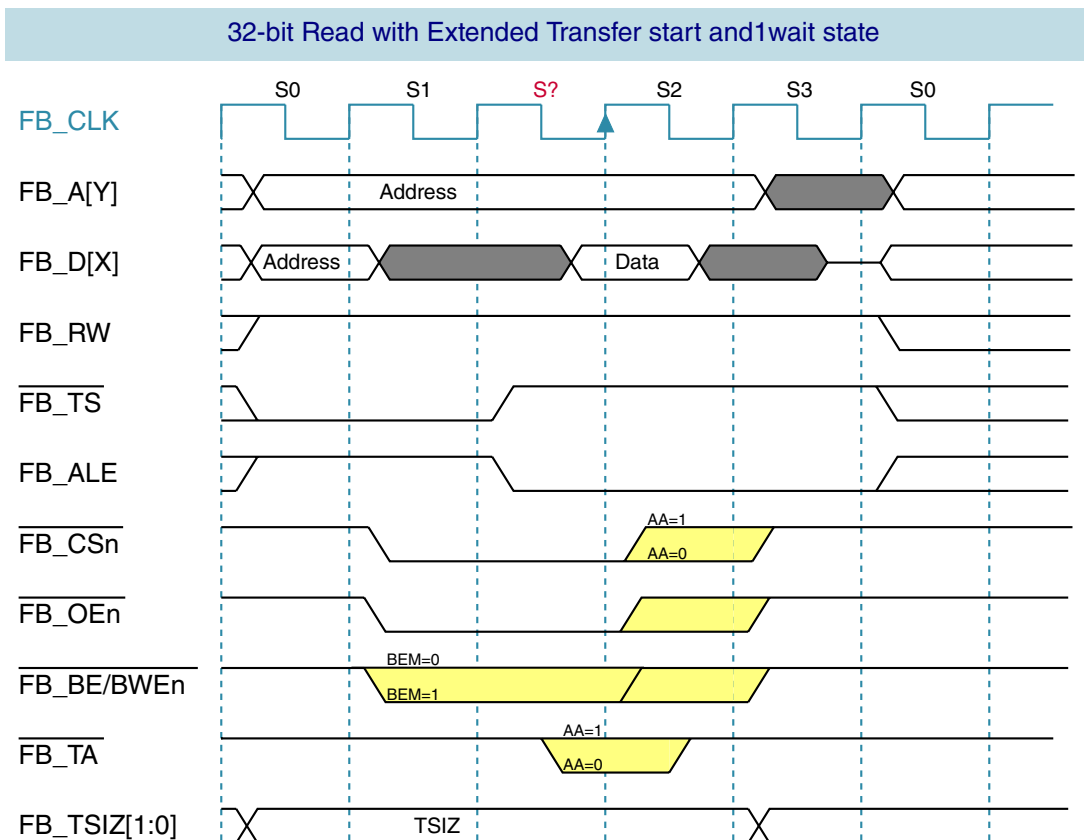 32-bit Read with Extended Transfer start and1wait state
S0 S1 S? S2 S3 S0
FB_CLK
FB_A[Y] Address
FB_D[X] Address Data
FB_RW
FB_TS
FB_ALE
FB_CSn AA=1
AA=0
FB_OEn
FB_BE/BWEn BEM=0
BEM=1
FB_TA AA=1
AA=0
FB_TSIZ[1:0] TSIZ